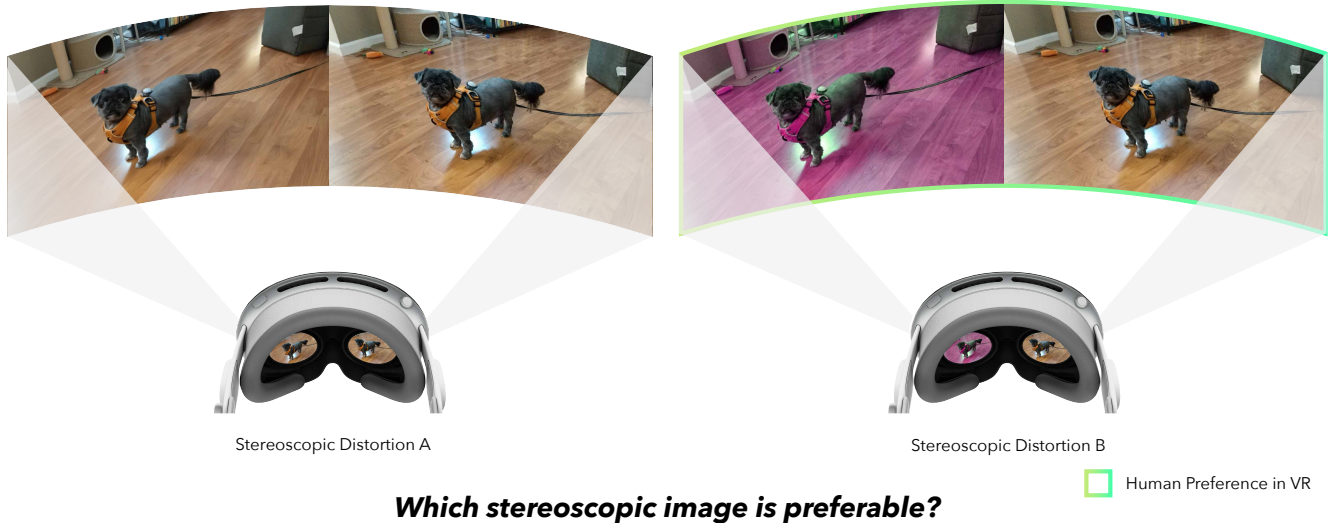 Stereoscopic Distortion A
Stereoscopic Distortion B
Human Preference in VR
Which stereoscopic image is preferable?